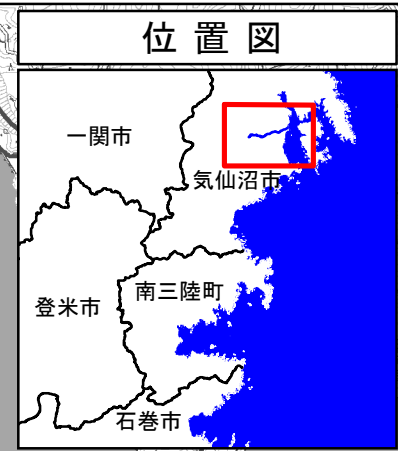 位置図
一関市
気仙沼市
登米市
南三陸町
石巻市